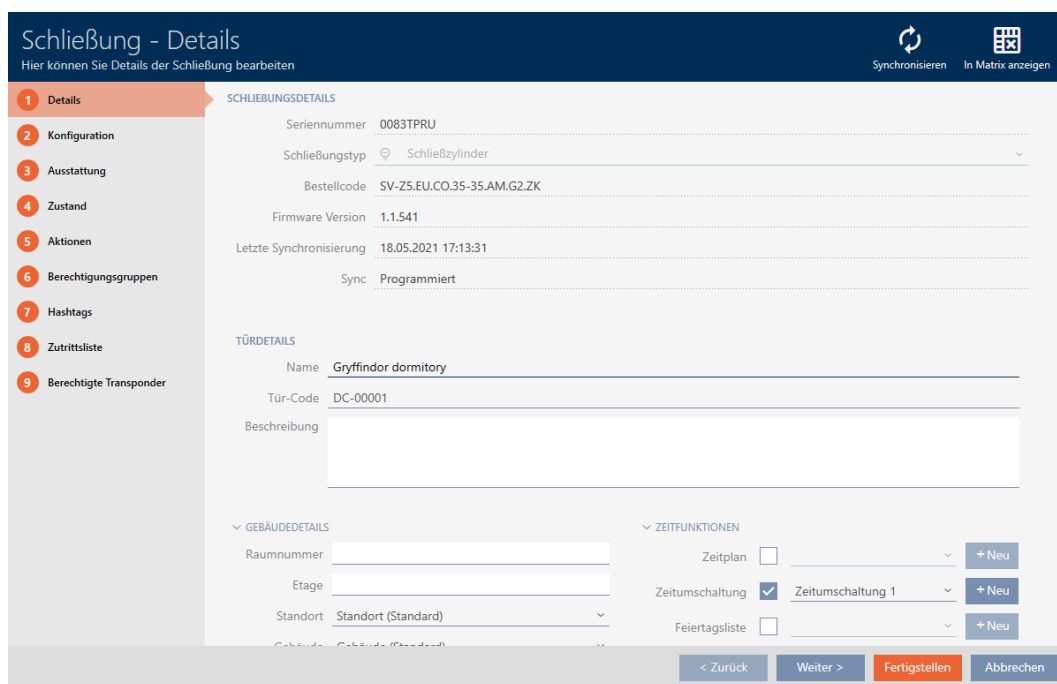 Schließung - Details
Hier können Sie Details der Schließung bearbeiten
Synchronisieren
In Matrix anzeigen
1 Details
2 Konfiguration
3 Ausstattung
4 Zustand
5 Aktionen
6 Berechtigungsgruppen
7 Hashtags
8 Zutrittsliste
9 Berechtigte Transponder
SCHLIEßUNGSDETAILS
Seriennummer 0083TPRU
Schließungstyp Schließzylinder
Bestellcode SV-Z5.EU.CO.35-35.AM.G2.ZK
Firmware Version 1.1.541
Letzte Synchronisierung 18.05.2021 17:13:31
Sync Programmiert
TÜRDETAILS
Name Gryffindor dormitory
Tür-Code DC-00001
Beschreibung
GEBÄUDEDETAILS
Raumnummer
Etage
Standort Standort (Standard)
Gebäude Gebäude (Standard)
ZEITFUNKTIONEN
Zeitplan + Neu
Zeitumschaltung Zeitumschaltung 1 + Neu
Feiertagsliste + Neu
< Zurück
Weiter >
Fertigstellen
Abbrechen